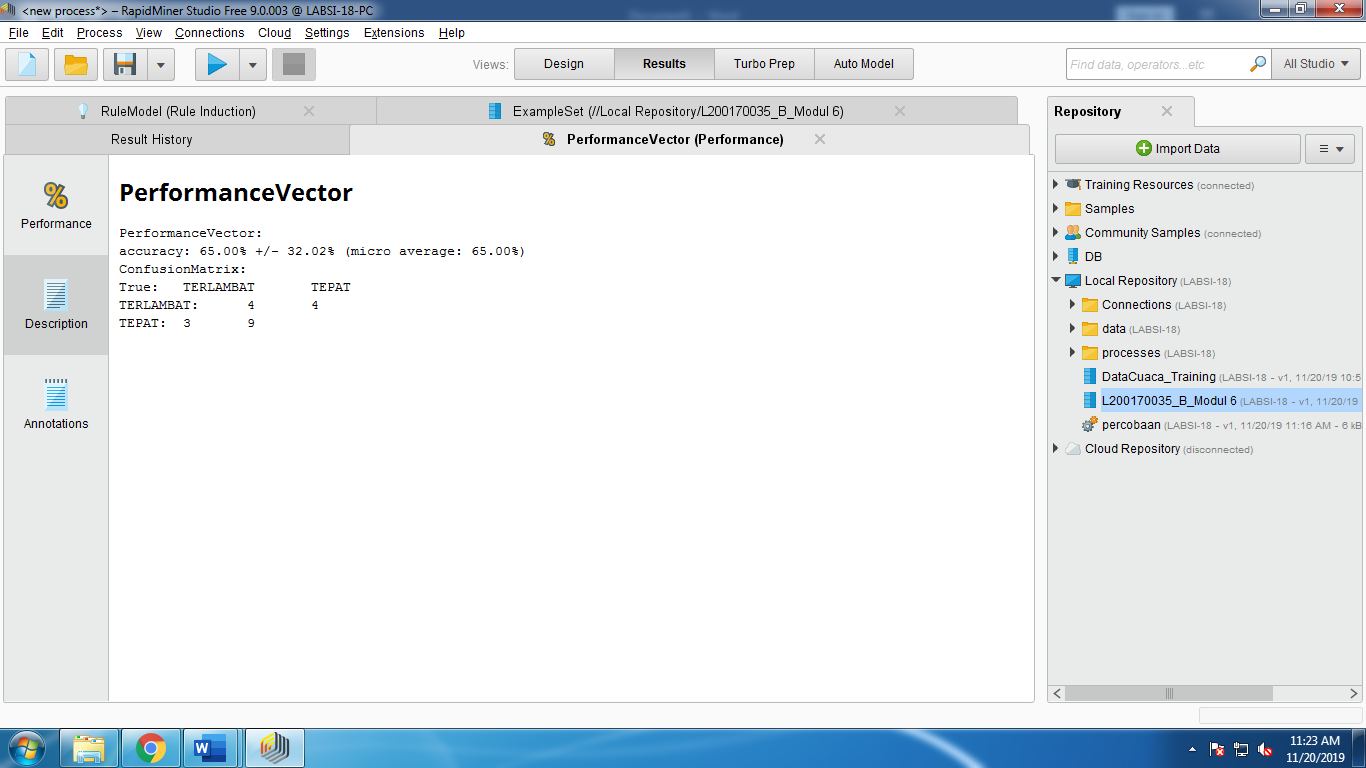 <new process*> – RapidMiner Studio Free 9.0.003 @ LABSI-18-PC
File Edit Process View Connections Cloud Settings Extensions Help
Views: Design Results Turbo Prep Auto Model
Find data, operators...etc
All Studio
RuleModel (Rule Induction)
ExampleSet (//Local Repository/L200170035_B_Modul 6)
Result History
PerformanceVector (Performance)
Performance
Description
Annotations
PerformanceVector
PerformanceVector:
accuracy: 65.00% +/- 32.02% (micro average: 65.00%)
ConfusionMatrix:
True: TERLAMBAT TEPAT
TERLAMBAT: 4 4
TEPAT: 3 9
Repository
Import Data
Training Resources (connected)
Samples
Community Samples (connected)
DB
Local Repository (LABSI-18)
Connections (LABSI-18)
data (LABSI-18)
processes (LABSI-18)
DataCuaca_Training (LABSI-18 - v1, 11/20/19 10:5
L200170035_B_Modul 6 (LABSI-18 - v1, 11/20/19
percobaan (LABSI-18 - v1, 11/20/19 11:16 AM - 6 kB
Cloud Repository (disconnected)
11:23 AM
11/20/2019